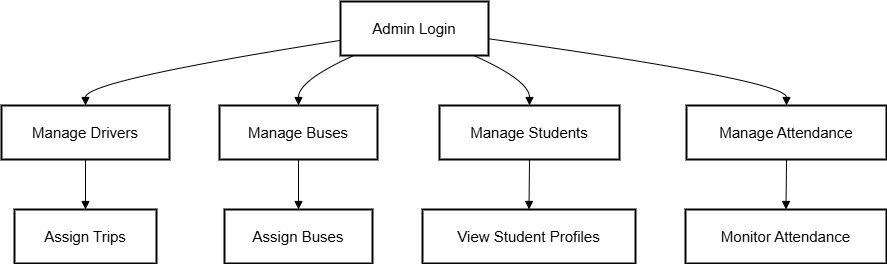 Admin Login
Manage Drivers
Manage Buses
Manage Students
Manage Attendance
Assign Trips
Assign Buses
View Student Profiles
Monitor Attendance